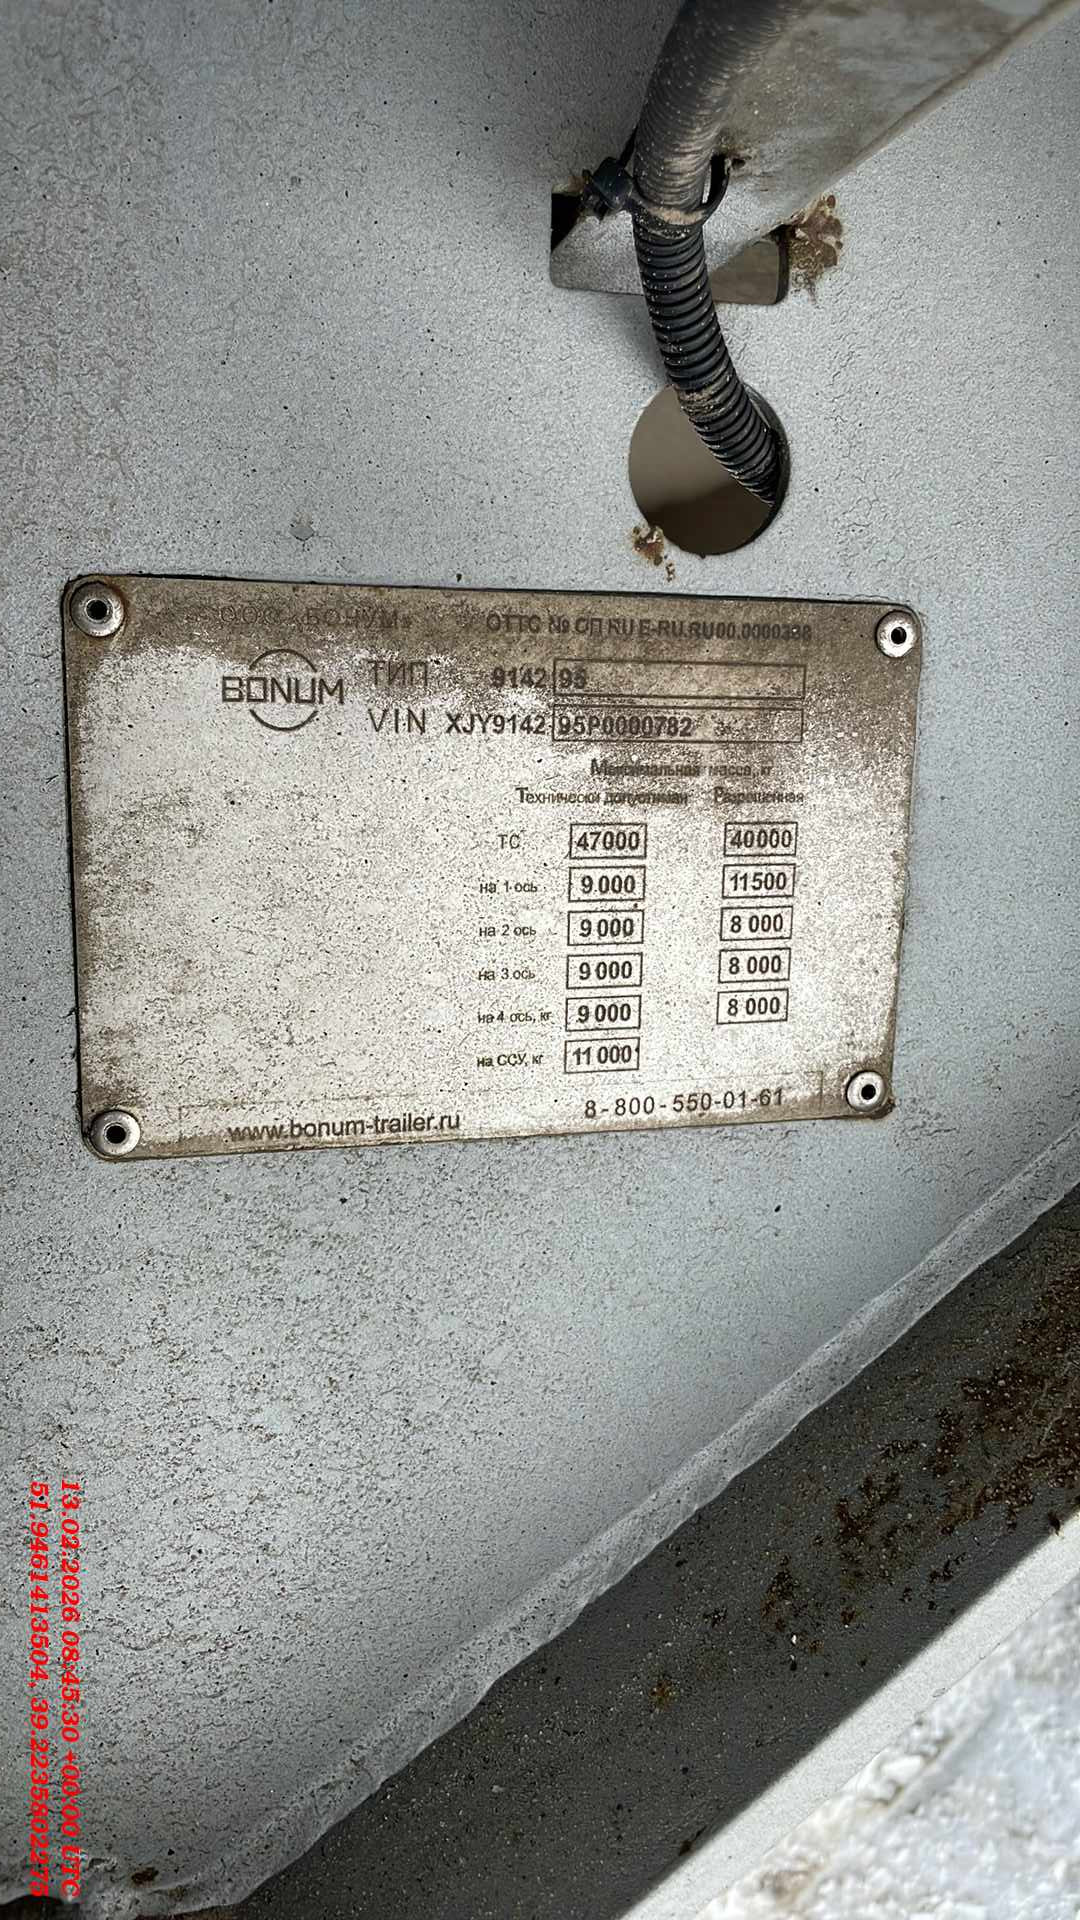 ООО «БОНУМ»
ОТТС № СП RU E-RU.RU00.0000338
BONUM
ТИП 9142 95
VIN XJY9142 95P0000782
Максимальная масса, кг
Технически допустимая Разрешенная
ТС 47000 40000
на 1 ось 9 000 11500
на 2 ось 9 000 8 000
на 3 ось 9 000 8 000
на 4 ось, кг 9 000 8 000
на ССУ, кг 11 000
www.bonum-trailer.ru 8-800-550-01-61
13.02.2026 08:45:30 +00:00 UTC
51.9461413504, 39.2235802275